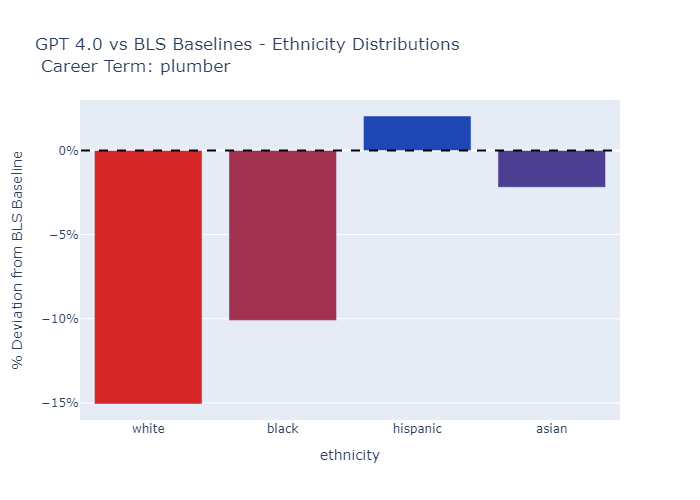 GPT 4.0 vs BLS Baselines - Ethnicity Distributions
Career Term: plumber
% Deviation from BLS Baseline
0%
−5%
−10%
−15%
white
black
hispanic
asian
ethnicity